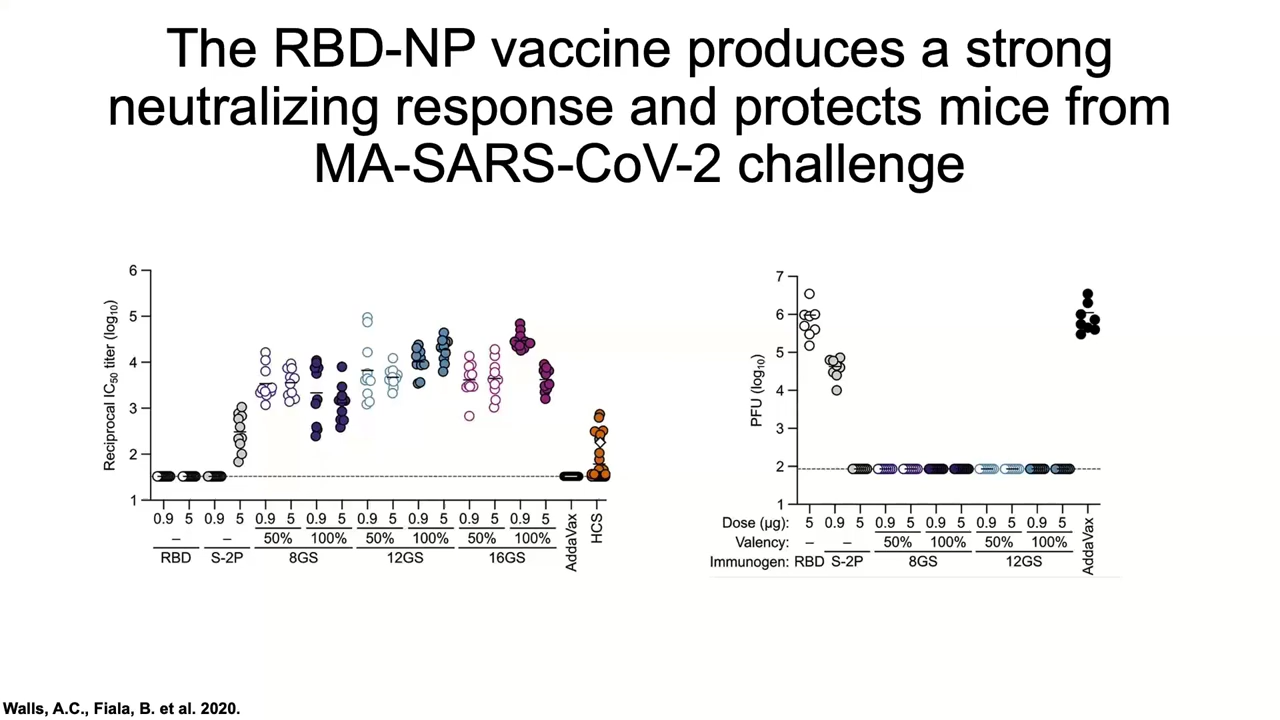 The RBD-NP vaccine produces a strong
neutralizing response and protects mice from
MA-SARS-CoV-2 challenge
6
5
4
3
2
1
Reciprocal IC50 titer (log10)
0.9 5 0.9 5 0.9 5 0.9 5 0.9 5 0.9 5 0.9 5 0.9 5
– – 50% 100% 50% 100% 50% 100%
RBD S-2P 8GS 12GS 16GS
AddaVax
HCS
7
6
5
4
3
2
1
PFU (log10)
Dose (µg): 5 0.9 5 0.9 5 0.9 5 0.9 5 0.9 5
Valency: – – 50% 100% 50% 100%
Immunogen: RBD S-2P 8GS 12GS
AddaVax
Walls, A.C., Fiala, B. et al. 2020.